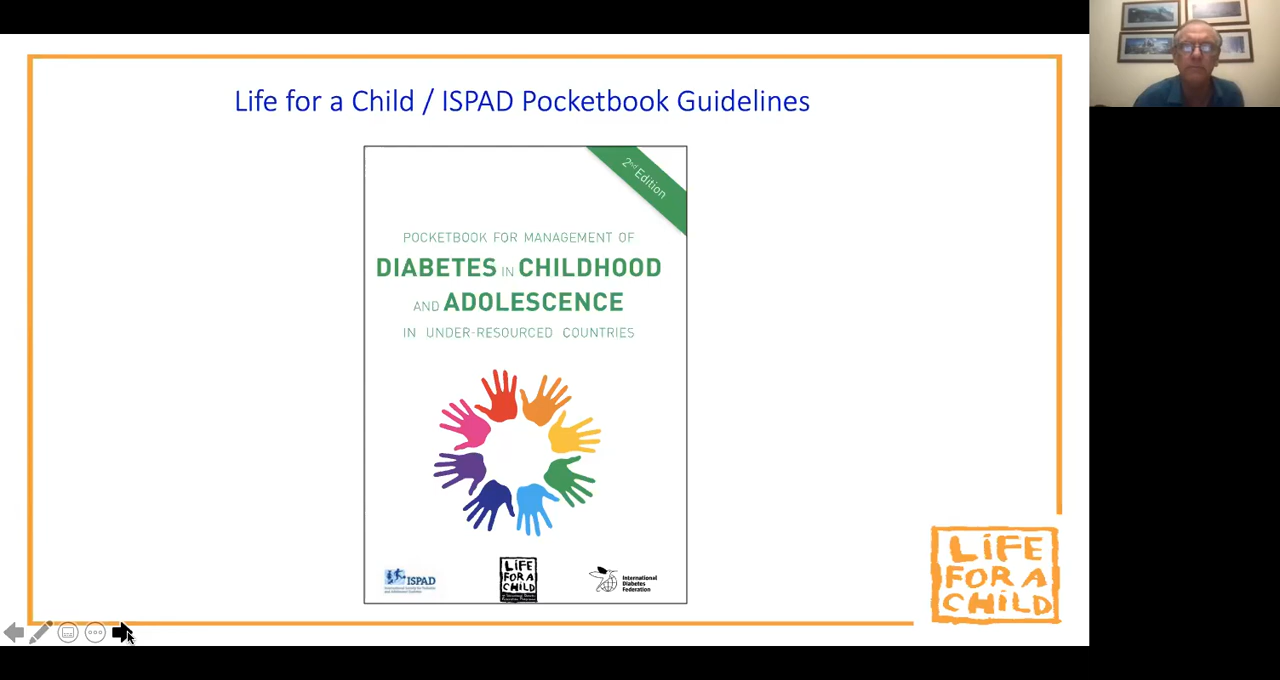 Life for a Child / ISPAD Pocketbook Guidelines
2nd Edition
POCKETBOOK FOR MANAGEMENT OF
DIABETES IN CHILDHOOD
AND ADOLESCENCE
IN UNDER-RESOURCED COUNTRIES
ISPAD
LIFE
FOR A
CHILD
International
Diabetes
Federation
LIFE
FOR A
CHILD